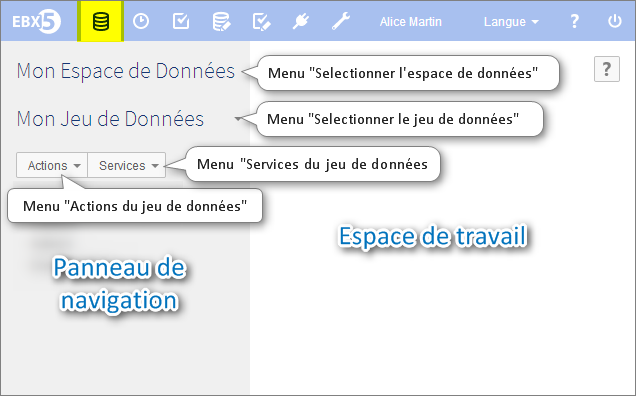 EBX5 Alice Martin Langue ?
Mon Espace de Données
Menu "Selectionner l'espace de données"
?
Mon Jeu de Données
Menu "Selectionner le jeu de données"
Actions Services
Menu "Services du jeu de données
Menu "Actions du jeu de données"
Espace de travail
Panneau de
navigation